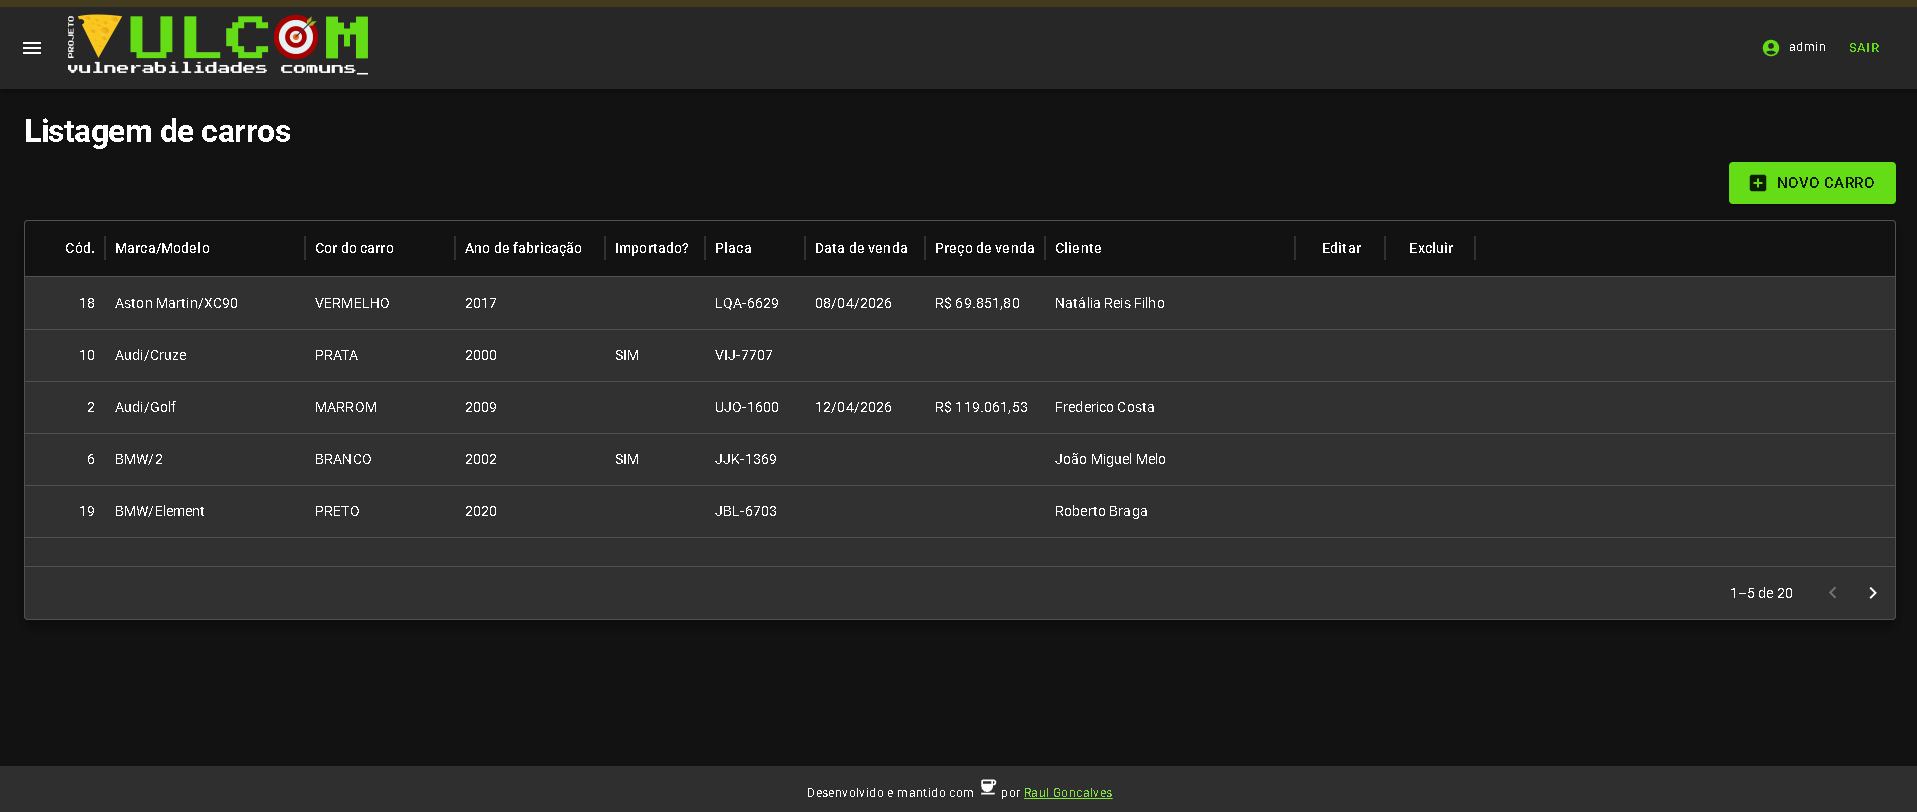 PROJETO VULCOM
vulnerabilidades comuns_
admin SAIR
Listagem de carros
NOVO CARRO
Cód. Marca/Modelo Cor do carro Ano de fabricação Importado? Placa Data de venda Preço de venda Cliente Editar Excluir
18 Aston Martin/XC90 VERMELHO 2017 LQA-6629 08/04/2026 R$ 69.851,80 Natália Reis Filho
10 Audi/Cruze PRATA 2000 SIM VIJ-7707
2 Audi/Golf MARROM 2009 UJO-1600 12/04/2026 R$ 119.061,53 Frederico Costa
6 BMW/2 BRANCO 2002 SIM JJK-1369 João Miguel Melo
19 BMW/Element PRETO 2020 JBL-6703 Roberto Braga
1–5 de 20
Desenvolvido e mantido com por Raul Goncalves